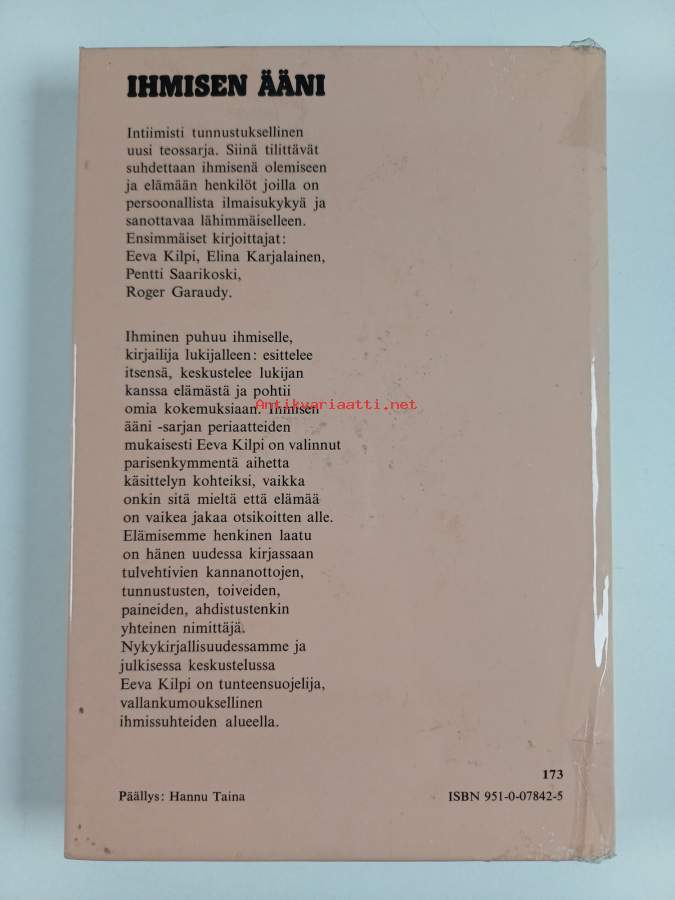 IHMISEN ÄÄNI
Intiimisti tunnustuksellinen
uusi teossarja. Siinä tilittävät
suhdettaan ihmisenä olemiseen
ja elämään henkilöt joilla on
persoonallista ilmaisukykyä ja
sanottavaa lähimmäiselleen.
Ensimmäiset kirjoittajat:
Eeva Kilpi, Elina Karjalainen,
Pentti Saarikoski,
Roger Garaudy.
Ihminen puhuu ihmiselle,
kirjailija lukijalleen: esittelee
itsensä, keskustelee lukijan
kanssa elämästä ja pohtii
omia kokemuksiaan. Ihmisen
Antikvariaatti.net
ääni -sarjan periaatteiden
mukaisesti Eeva Kilpi on valinnut
parisenkymmentä aihetta
käsittelyn kohteiksi, vaikka
onkin sitä mieltä että elämää
on vaikea jakaa otsikoitten alle.
Elämisemme henkinen laatu
on hänen uudessa kirjassaan
tulvehtivien kannanottojen,
tunnustusten, toiveiden,
paineiden, ahdistustenkin
yhteinen nimittäjä.
Nykykirjallisuudessamme ja
julkisessa keskustelussa
Eeva Kilpi on tunteensuojelija,
vallankumouksellinen
ihmissuhteiden alueella.
173
Päällys: Hannu Taina
ISBN 951-0-07842-5